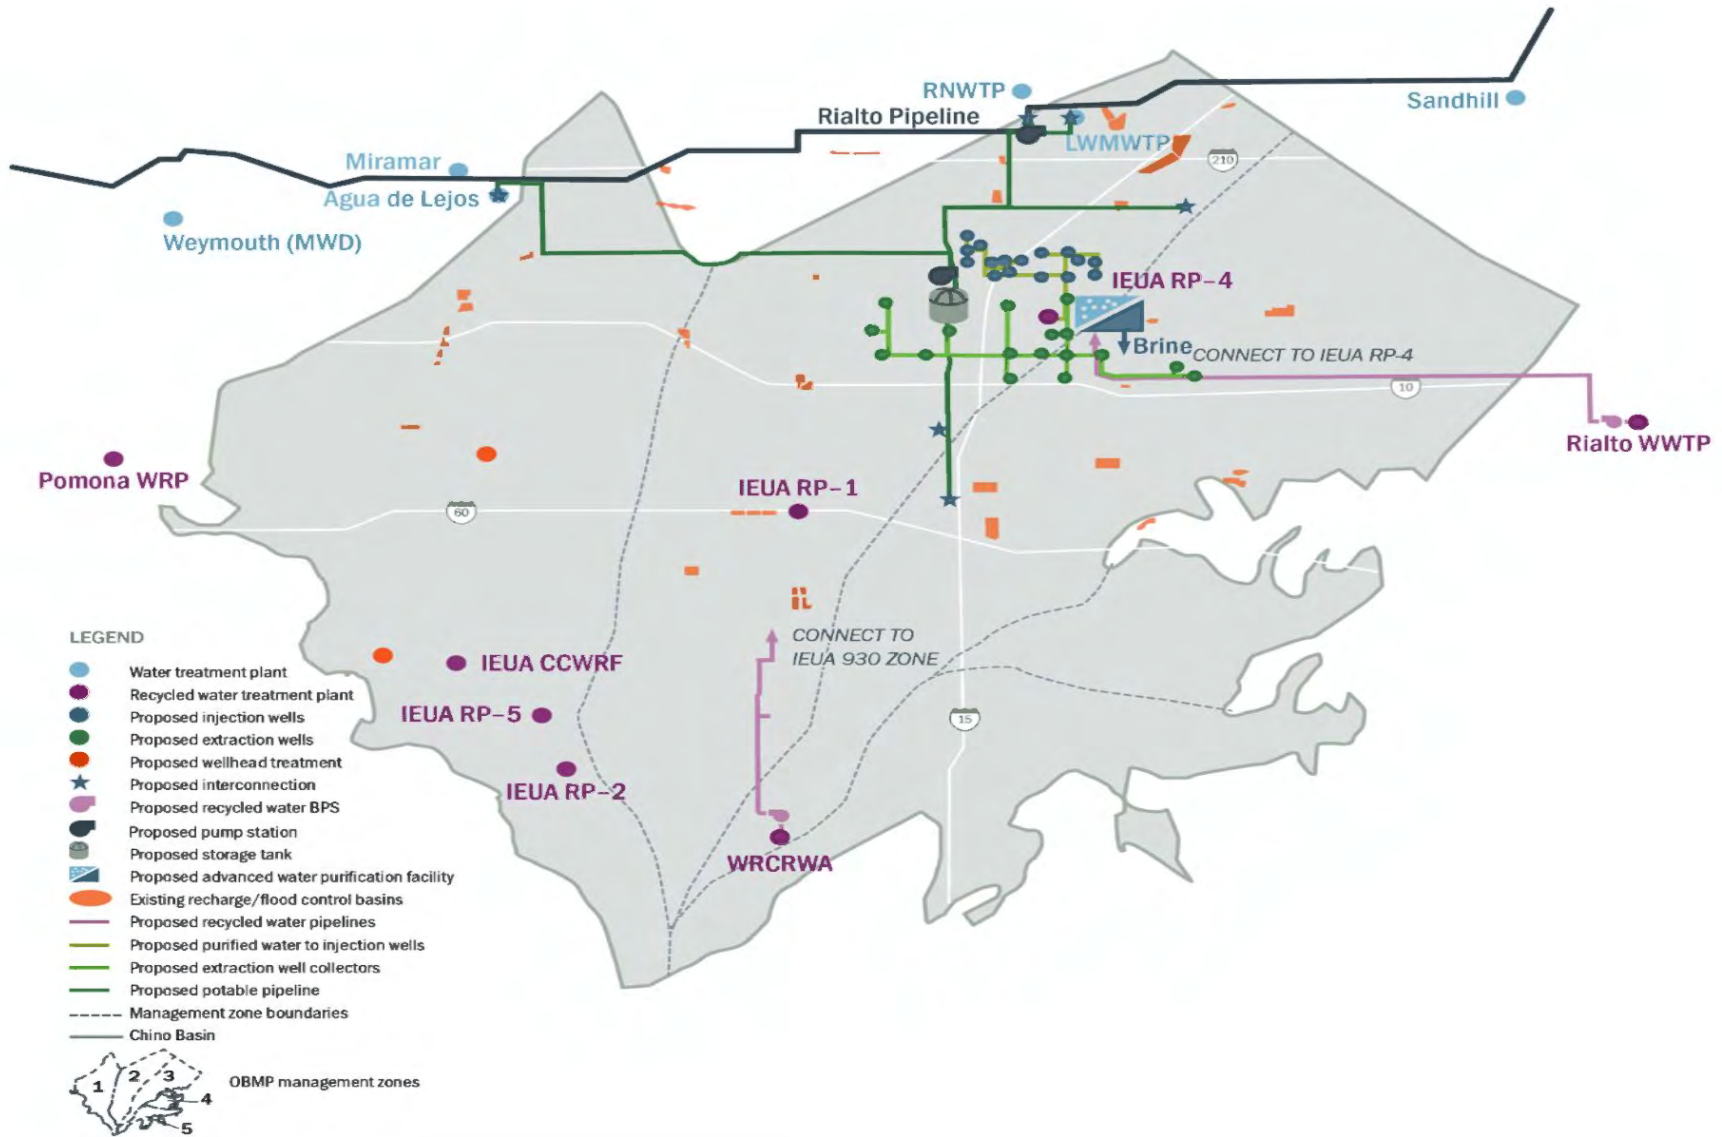 RNWTP
Sandhill
Rialto Pipeline
LWMWTP
Miramar
210
Agua de Lejos
Weymouth (MWD)
IEUA RP-4
Brine
CONNECT TO IEUA RP-4
10
Rialto WWTP
Pomona WRP
IEUA RP-1
60
CONNECT TO
IEUA 930 ZONE
IEUA CCWRF
IEUA RP-5
15
IEUA RP-2
WRCRWA
LEGEND
Water treatment plant
Recycled water treatment plant
Proposed injection wells
Proposed extraction wells
Proposed wellhead treatment
Proposed interconnection
Proposed recycled water BPS
Proposed pump station
Proposed storage tank
Proposed advanced water purification facility
Existing recharge/flood control basins
Proposed recycled water pipelines
Proposed purified water to injection wells
Proposed extraction well collectors
Proposed potable pipeline
Management zone boundaries
Chino Basin
1
2
3
4
5
OBMP management zones